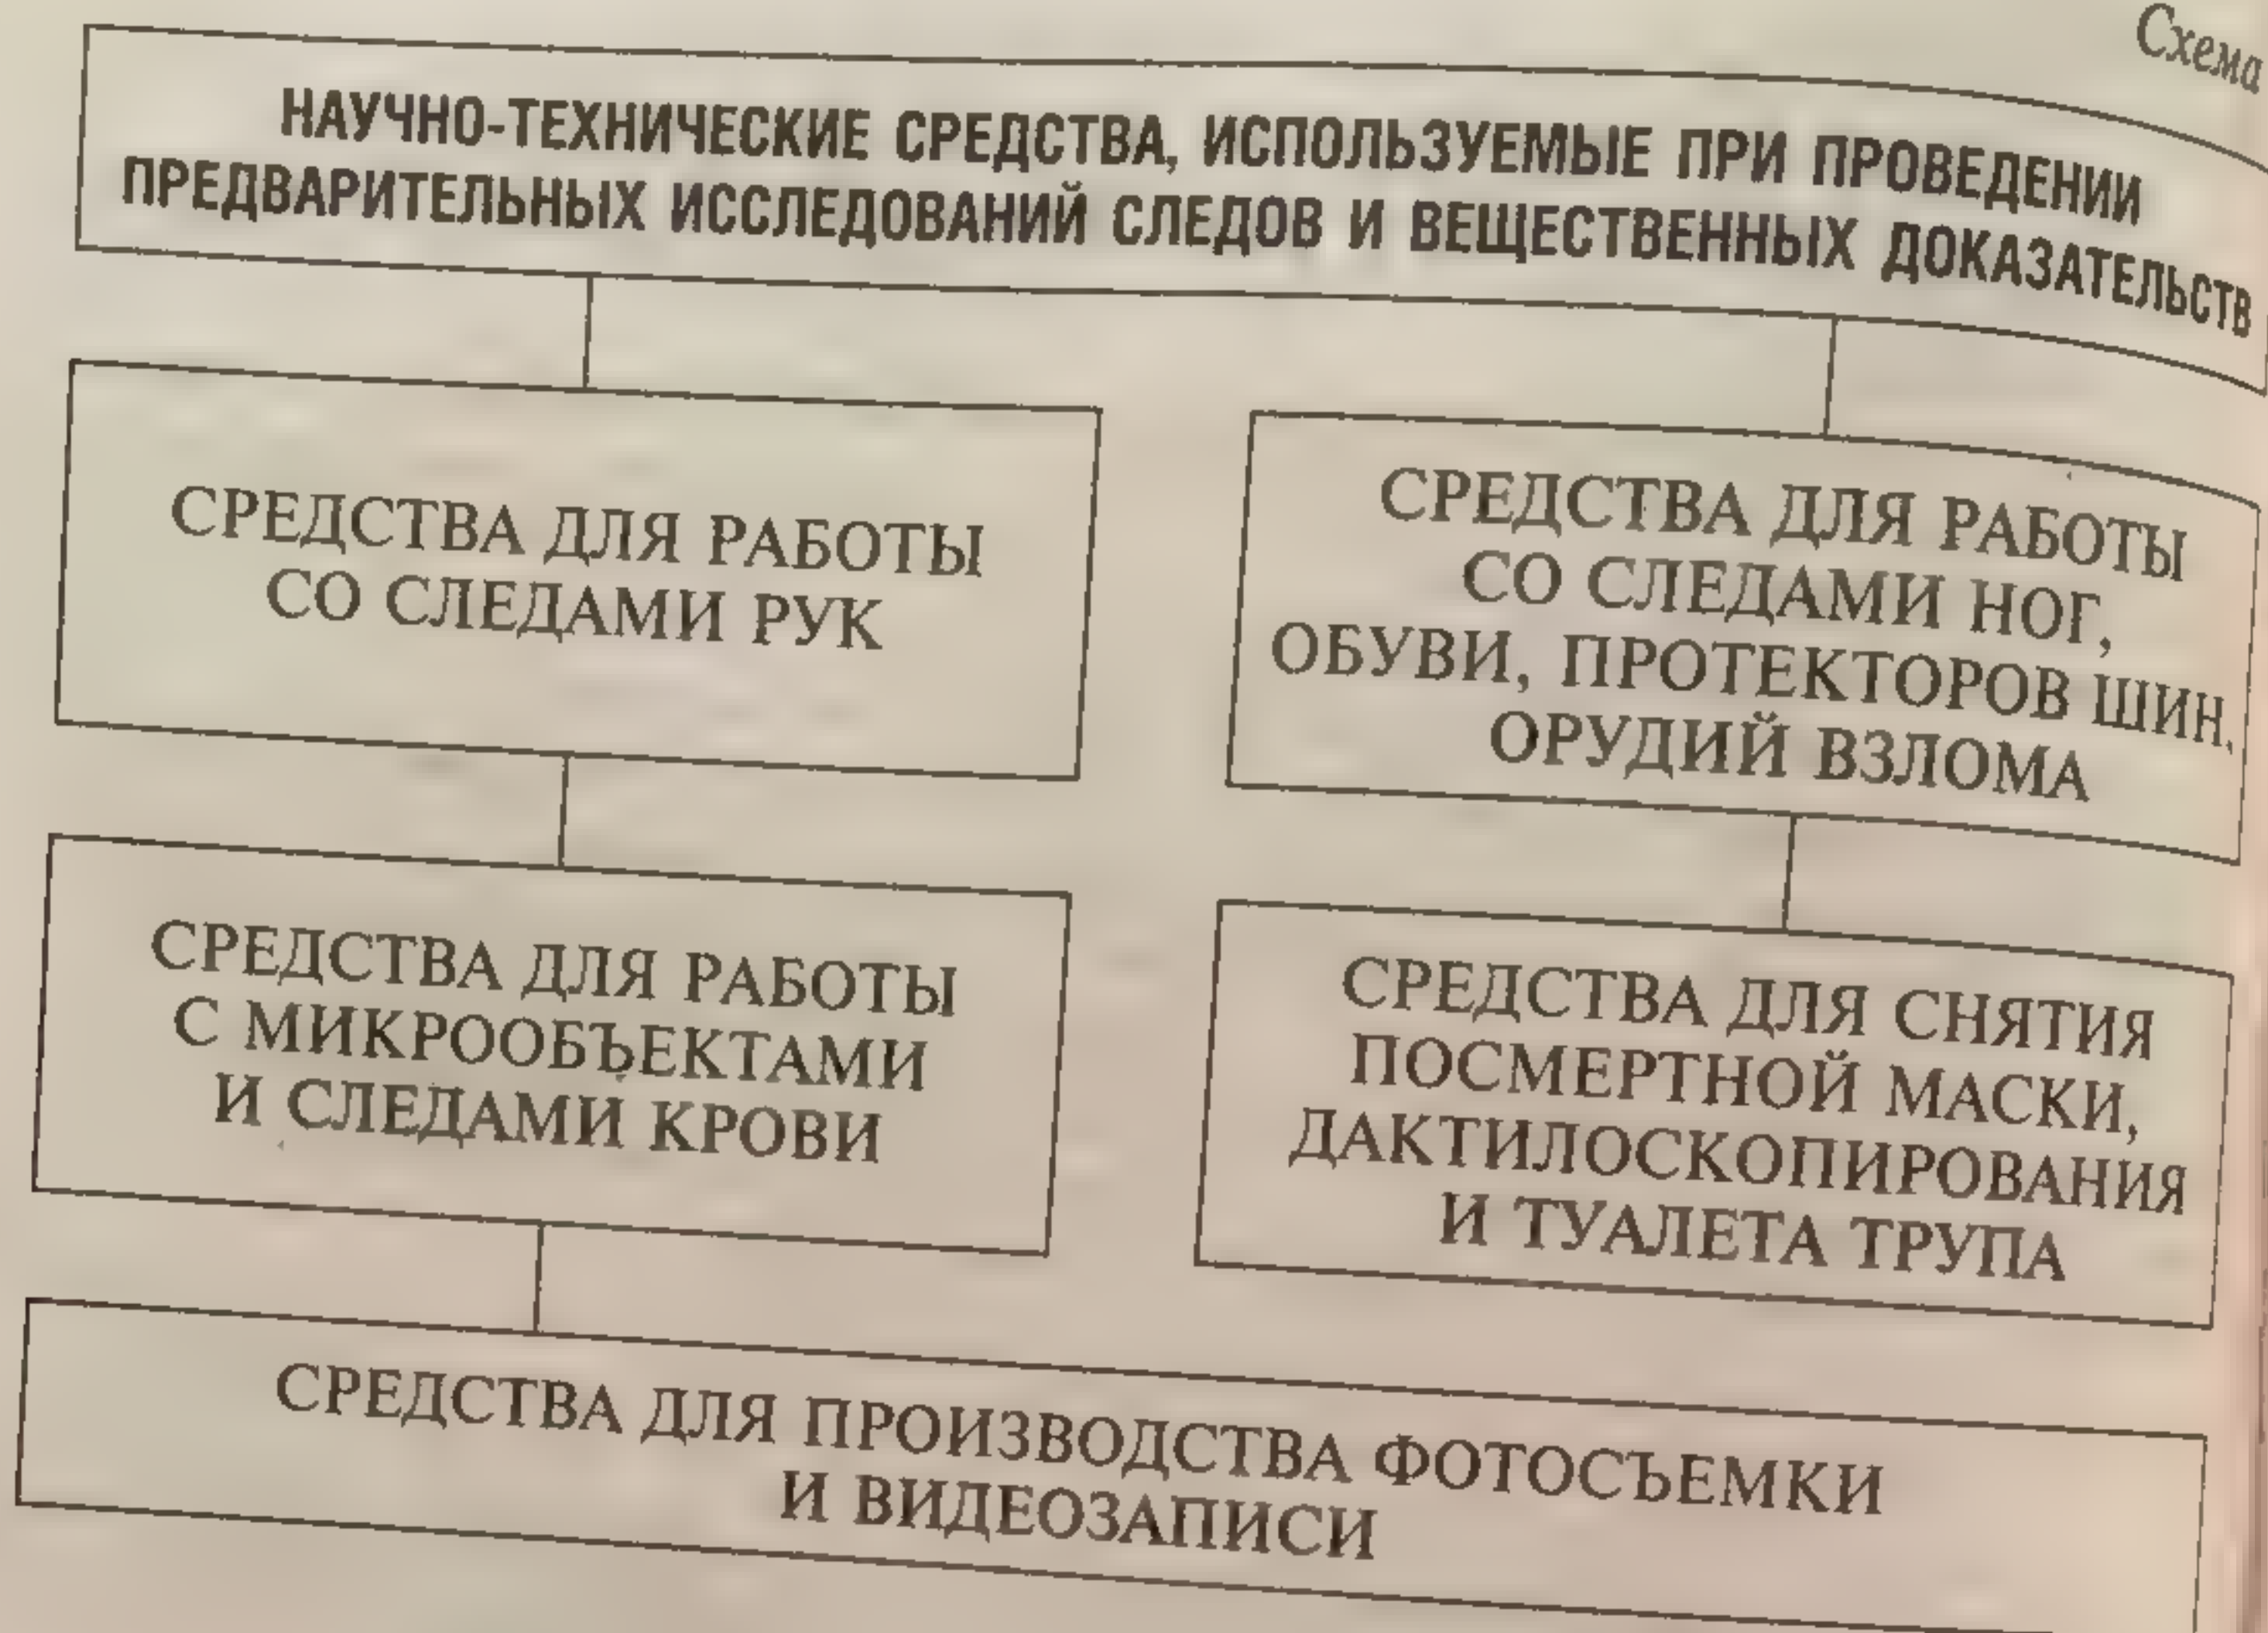 Схема
НАУЧНО-ТЕХНИЧЕСКИЕ СРЕДСТВА, ИСПОЛЬЗУЕМЫЕ ПРИ ПРОВЕДЕНИИ
ПРЕДВАРИТЕЛЬНЫХ ИССЛЕДОВАНИЙ СЛЕДОВ И ВЕЩЕСТВЕННЫХ ДОКАЗАТЕЛЬСТВ
СРЕДСТВА ДЛЯ РАБОТЫ
СО СЛЕДАМИ РУК
СРЕДСТВА ДЛЯ РАБОТЫ
СО СЛЕДАМИ НОГ,
ОБУВИ, ПРОТЕКТОРОВ ШИН,
ОРУДИЙ ВЗЛОМА
СРЕДСТВА ДЛЯ РАБОТЫ
С МИКРООБЪЕКТАМИ
И СЛЕДАМИ КРОВИ
СРЕДСТВА ДЛЯ СНЯТИЯ
ПОСМЕРТНОЙ МАСКИ,
ДАКТИЛОСКОПИРОВАНИЯ
И ТУАЛЕТА ТРУПА
СРЕДСТВА ДЛЯ ПРОИЗВОДСТВА ФОТОСЪЕМКИ
И ВИДЕОЗАПИСИ